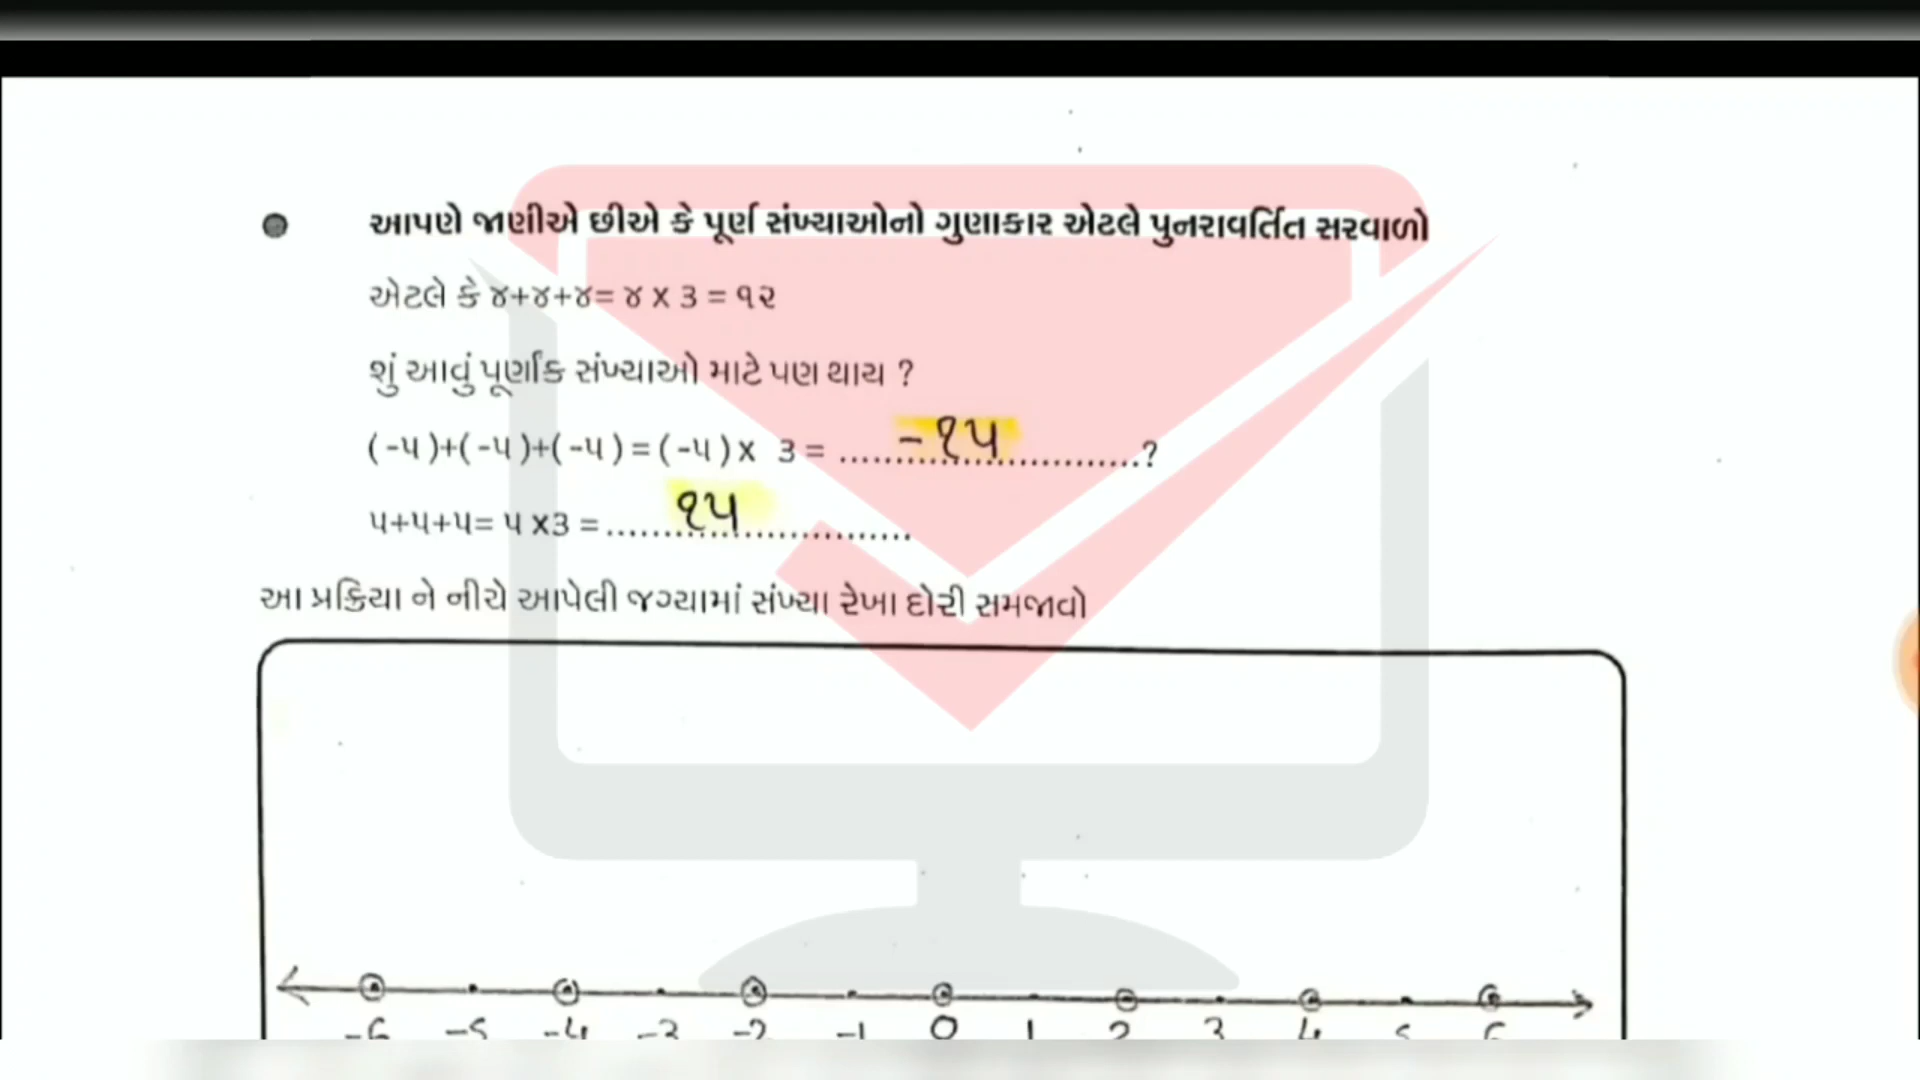 આપણે જાણીએ છીએ કે પૂર્ણ સંખ્યાઓનો ગુણાકાર એટલે પુનરાવર્તિત સરવાળો
એટલે કે ૪+૪+૪= ૪ x ૩ = ૧૨
શું આવું પૂર્ણાંક સંખ્યાઓ માટે પણ થાય ?
(-૫)+(-૫)+(-૫) = (-૫) x ૩ = .......-૧૫.......?
૫+૫+૫= ૫ x૩ = .......૧૫.......
આ પ્રક્રિયા ને નીચે આપેલી જગ્યામાં સંખ્યા રેખા દોરી સમજાવો
-6 -5 -4 -3 -2 -1 0 1 2 3 4 5 6